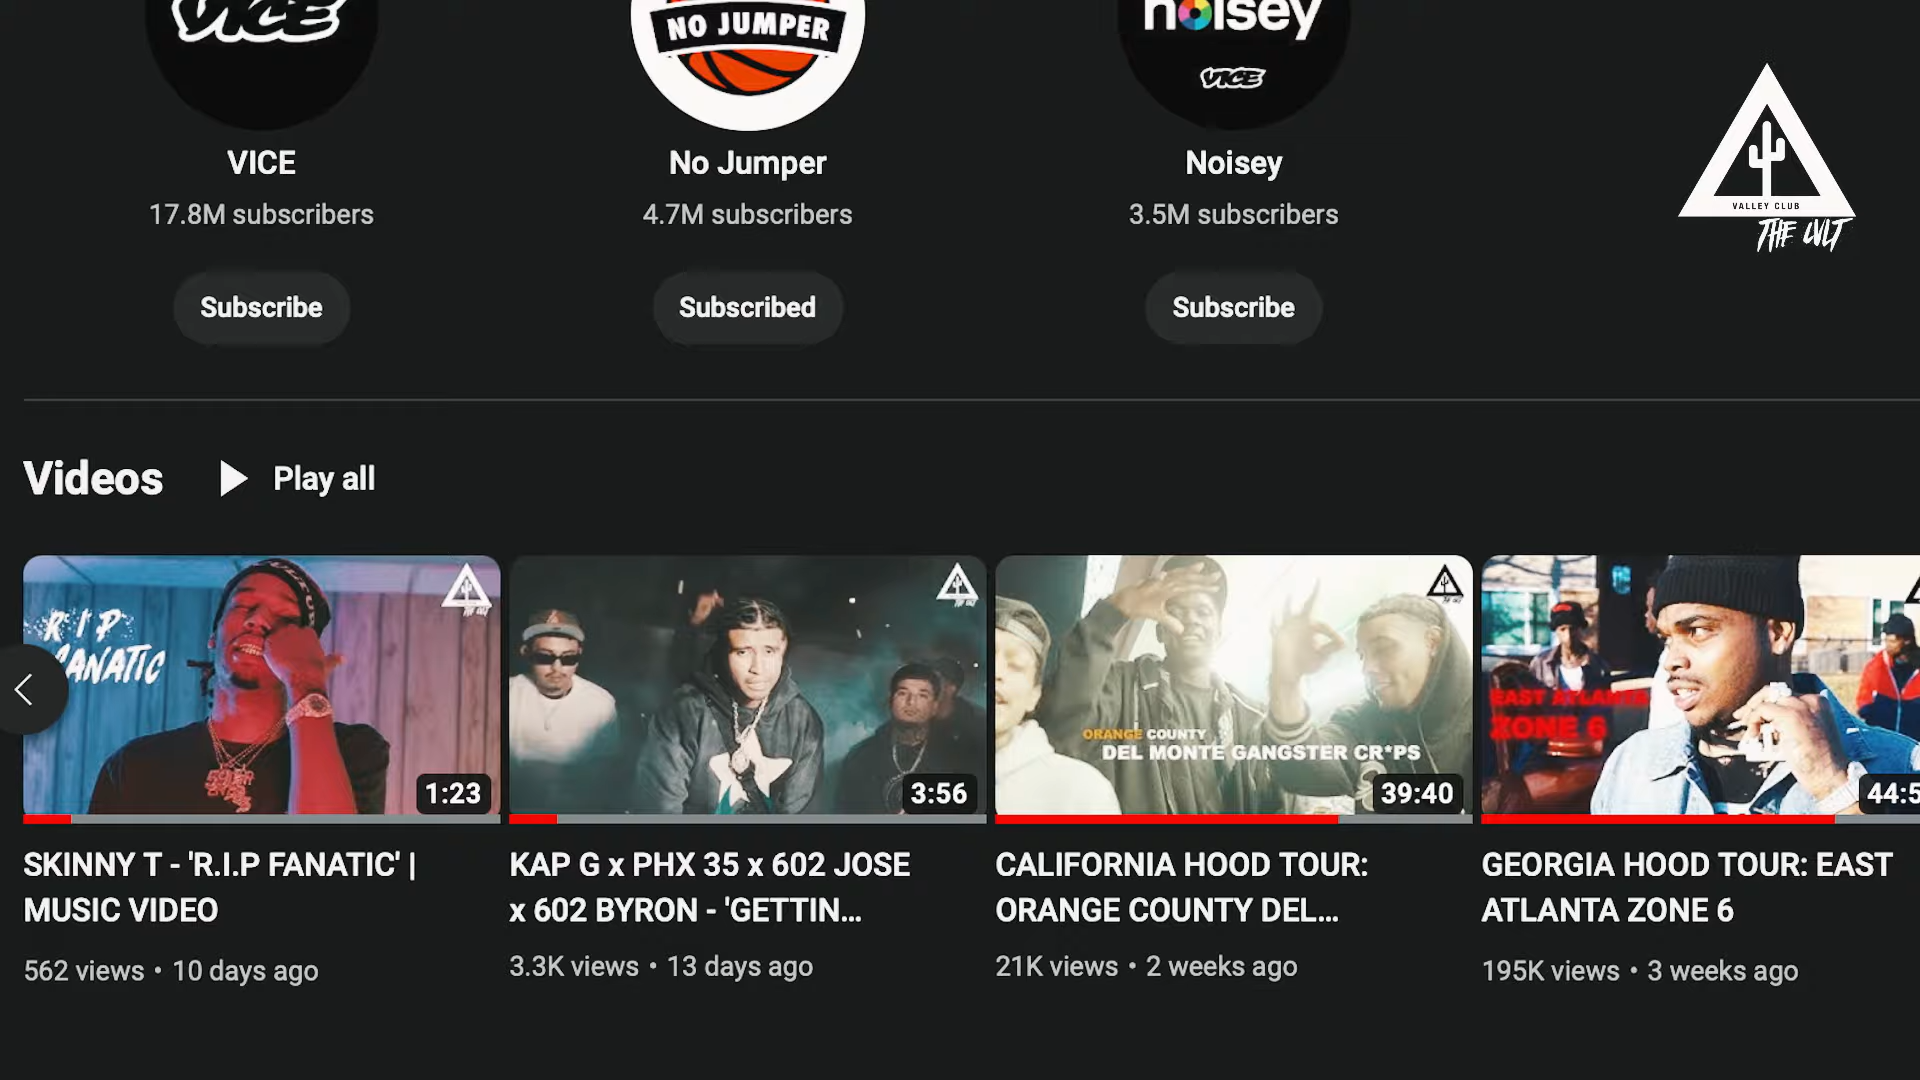 VICE
NO JUMPER
noisey
VICE
VICE
17.8M subscribers
Subscribe
No Jumper
4.7M subscribers
Subscribed
Noisey
3.5M subscribers
Subscribe
VALLEY CLUB
THE CVLT
Videos
Play all
R.I.P
FANATIC
1:23
SKINNY T - 'R.I.P FANATIC' |
MUSIC VIDEO
562 views • 10 days ago
3:56
KAP G x PHX 35 x 602 JOSE
x 602 BYRON - 'GETTIN...
3.3K views • 13 days ago
ORANGE COUNTY
DEL MONTE GANGSTER CR*PS
39:40
CALIFORNIA HOOD TOUR:
ORANGE COUNTY DEL...
21K views • 2 weeks ago
EAST ATLANTA
ZONE 6
44:5
GEORGIA HOOD TOUR: EAST
ATLANTA ZONE 6
195K views • 3 weeks ago